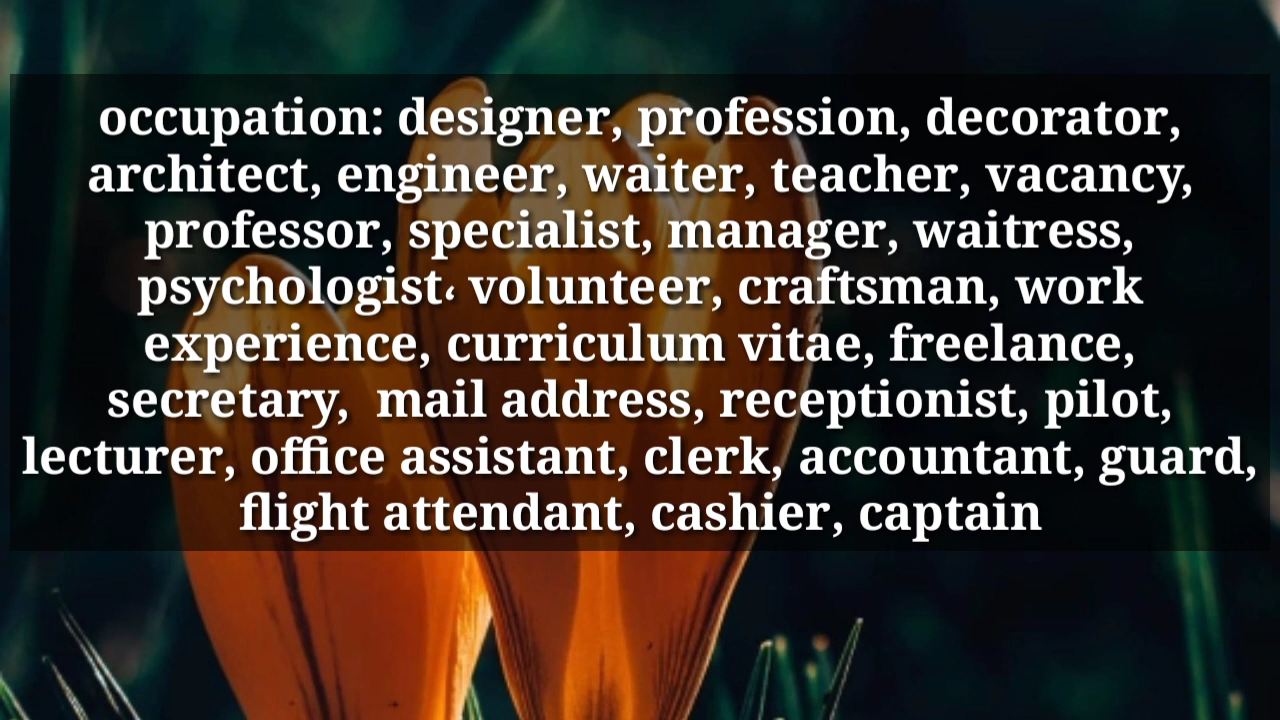 occupation: designer, profession, decorator,
architect, engineer, waiter, teacher, vacancy,
professor, specialist, manager, waitress,
psychologist، volunteer, craftsman, work
experience, curriculum vitae, freelance,
secretary,  mail address, receptionist, pilot,
lecturer, office assistant, clerk, accountant, guard,
flight attendant, cashier, captain